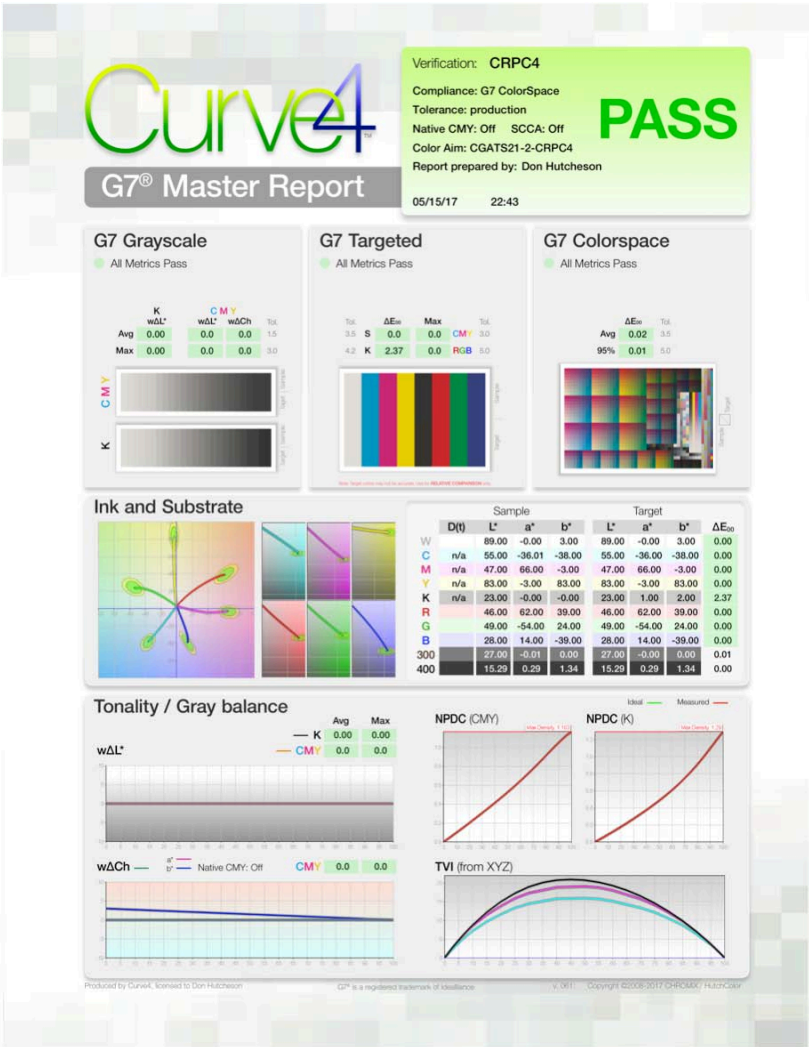 Curve4™
G7® Master Report
Verification: CRPC4
Compliance: G7 ColorSpace
Tolerance: production
Native CMY: Off SCCA: Off
Color Aim: CGATS21-2-CRPC4
Report prepared by: Don Hutcheson
05/15/17 22:43
PASS
G7 Grayscale
All Metrics Pass
K C M Y
wΔL* wΔL* wΔCh Tol.
Avg 0.00 0.0 0.0 1.5
Max 0.00 0.0 0.0 3.0
C M Y
Target | Sample
K
Target | Sample
G7 Targeted
All Metrics Pass
Tol. ΔE₀₀ Max Tol.
3.5 S 0.0 0.0 CMY 3.0
4.2 K 2.37 0.0 RGB 5.0
Sample
Target
G7 Colorspace
All Metrics Pass
ΔE₀₀ Tol.
Avg 0.02 3.5
95% 0.01 5.0
Sample Target
Ink and Substrate
Sample Target
D(t) L* a* b* L* a* b* ΔE₀₀
W 89.00 -0.00 3.00 89.00 -0.00 3.00 0.00
C n/a 55.00 -36.01 -38.00 55.00 -36.00 -38.00 0.00
M n/a 47.00 66.00 -3.00 47.00 66.00 -3.00 0.00
Y n/a 83.00 -3.00 83.00 83.00 -3.00 83.00 0.00
K n/a 23.00 -0.00 -0.00 23.00 1.00 2.00 2.37
R 46.00 62.00 39.00 46.00 62.00 39.00 0.00
G 49.00 -54.00 24.00 49.00 -54.00 24.00 0.00
B 28.00 14.00 -39.00 28.00 14.00 -39.00 0.00
300 27.00 -0.01 0.00 27.00 -0.00 0.00 0.01
400 15.29 0.29 1.34 15.29 0.29 1.34 0.00
Tonality / Gray balance
Avg Max
K 0.00 0.00
wΔL* CMY 0.0 0.0
wΔCh a* b* Native CMY: Off CMY 0.0 0.0
Ideal Measured
NPDC (CMY) NPDC (K)
TVI (from XYZ)
Produced by Curve4, licensed to Don Hutcheson G7® is a registered trademark of Idealliance v. .061: Copyright ©2008-2017 CHROMIX / HutchColor